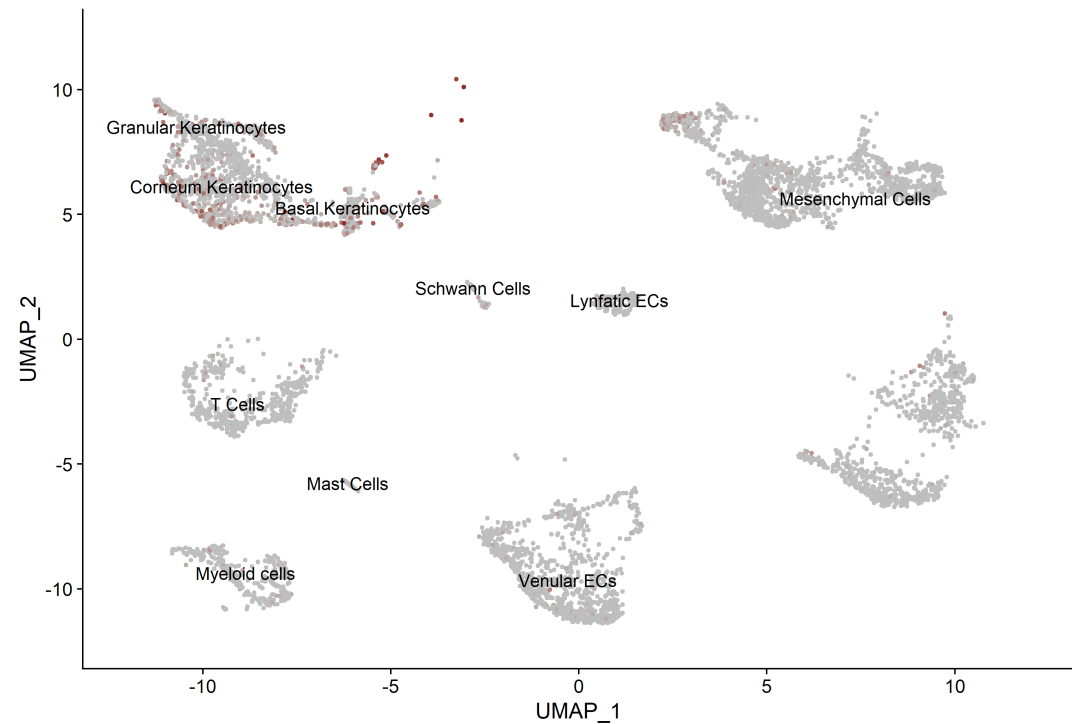 10
Granular Keratinocytes
Corneum Keratinocytes
Basal Keratinocytes
Mesenchymal Cells
5
Schwann Cells
Lynfatic ECs
UMAP_2
0
T Cells
-5
Mast Cells
Myeloid cells
Venular ECs
-10
-10
-5
0
5
10
UMAP_1